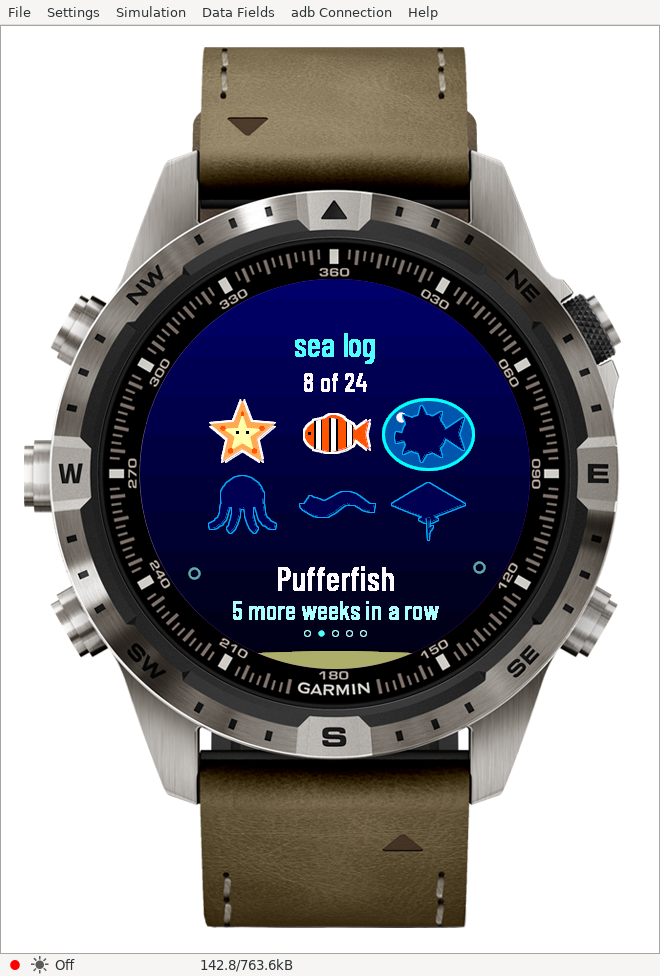 File Settings Simulation Data Fields adb Connection Help
360
330 030
NW NE
300 060
sea log
8 of 24
W 270 090 E
240 120
Pufferfish
5 more weeks in a row
210 150
SW SE
180
GARMIN
S
Off 142.8/763.6kB